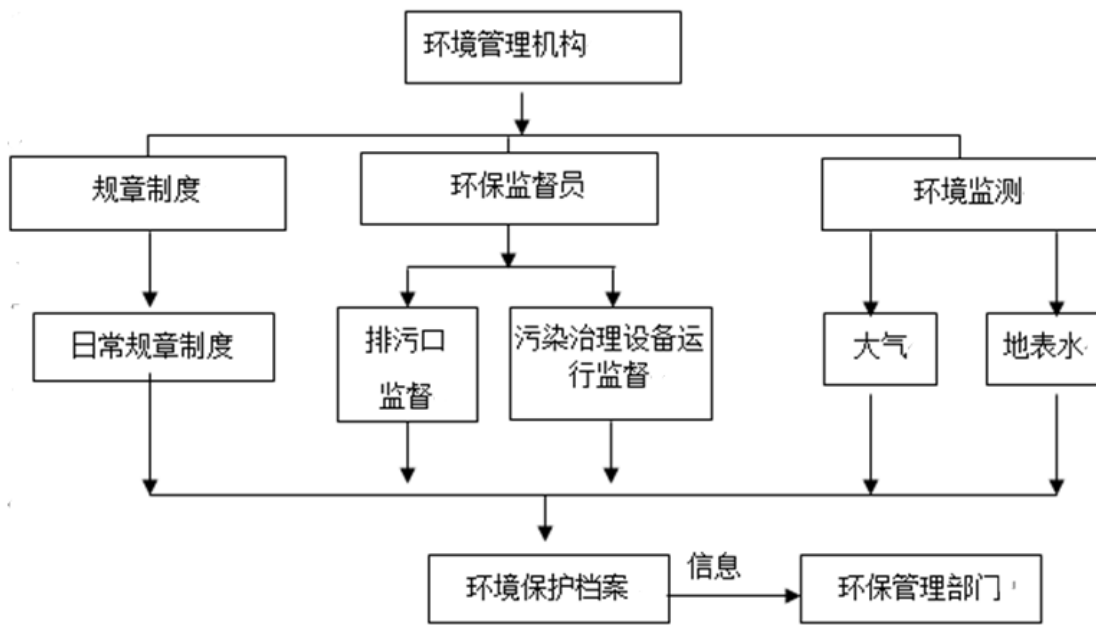 环境管理机构
规章制度
环保监督员
环境监测
日常规章制度
排污口
监督
污染治理设备运
行监督
大气
地表水
环境保护档案
信息
环保管理部门